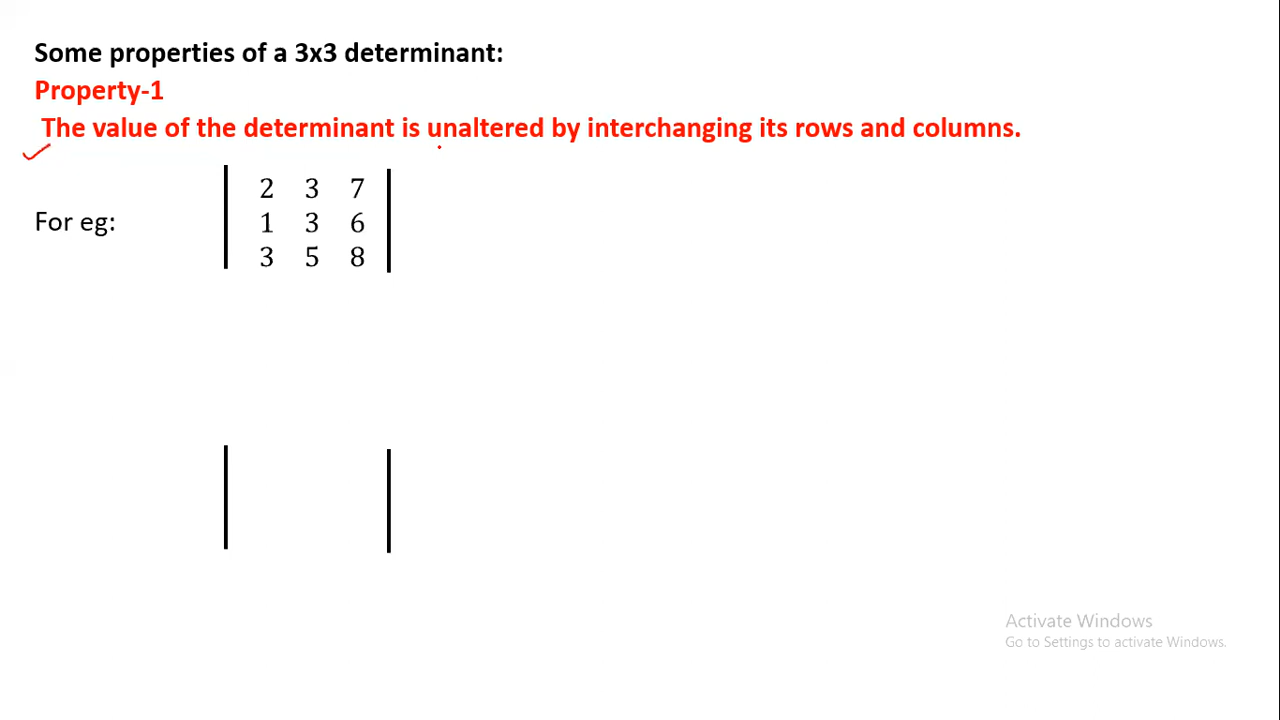 Some properties of a 3x3 determinant:
Property-1
The value of the determinant is unaltered by interchanging its rows and columns.
2 3 7
For eg: 1 3 6
3 5 8
Activate Windows
Go to Settings to activate Windows.